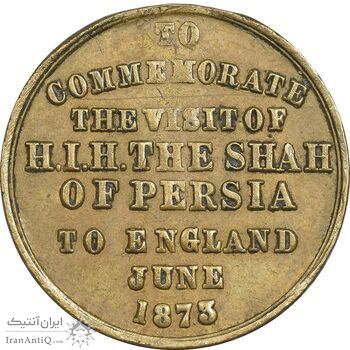 TO
COMMEMORATE
THE VISIT OF
H.I.H. THE SHAH
OF PERSIA
TO ENGLAND
JUNE
1873
ایران آنتیک
IranAntiQ.com